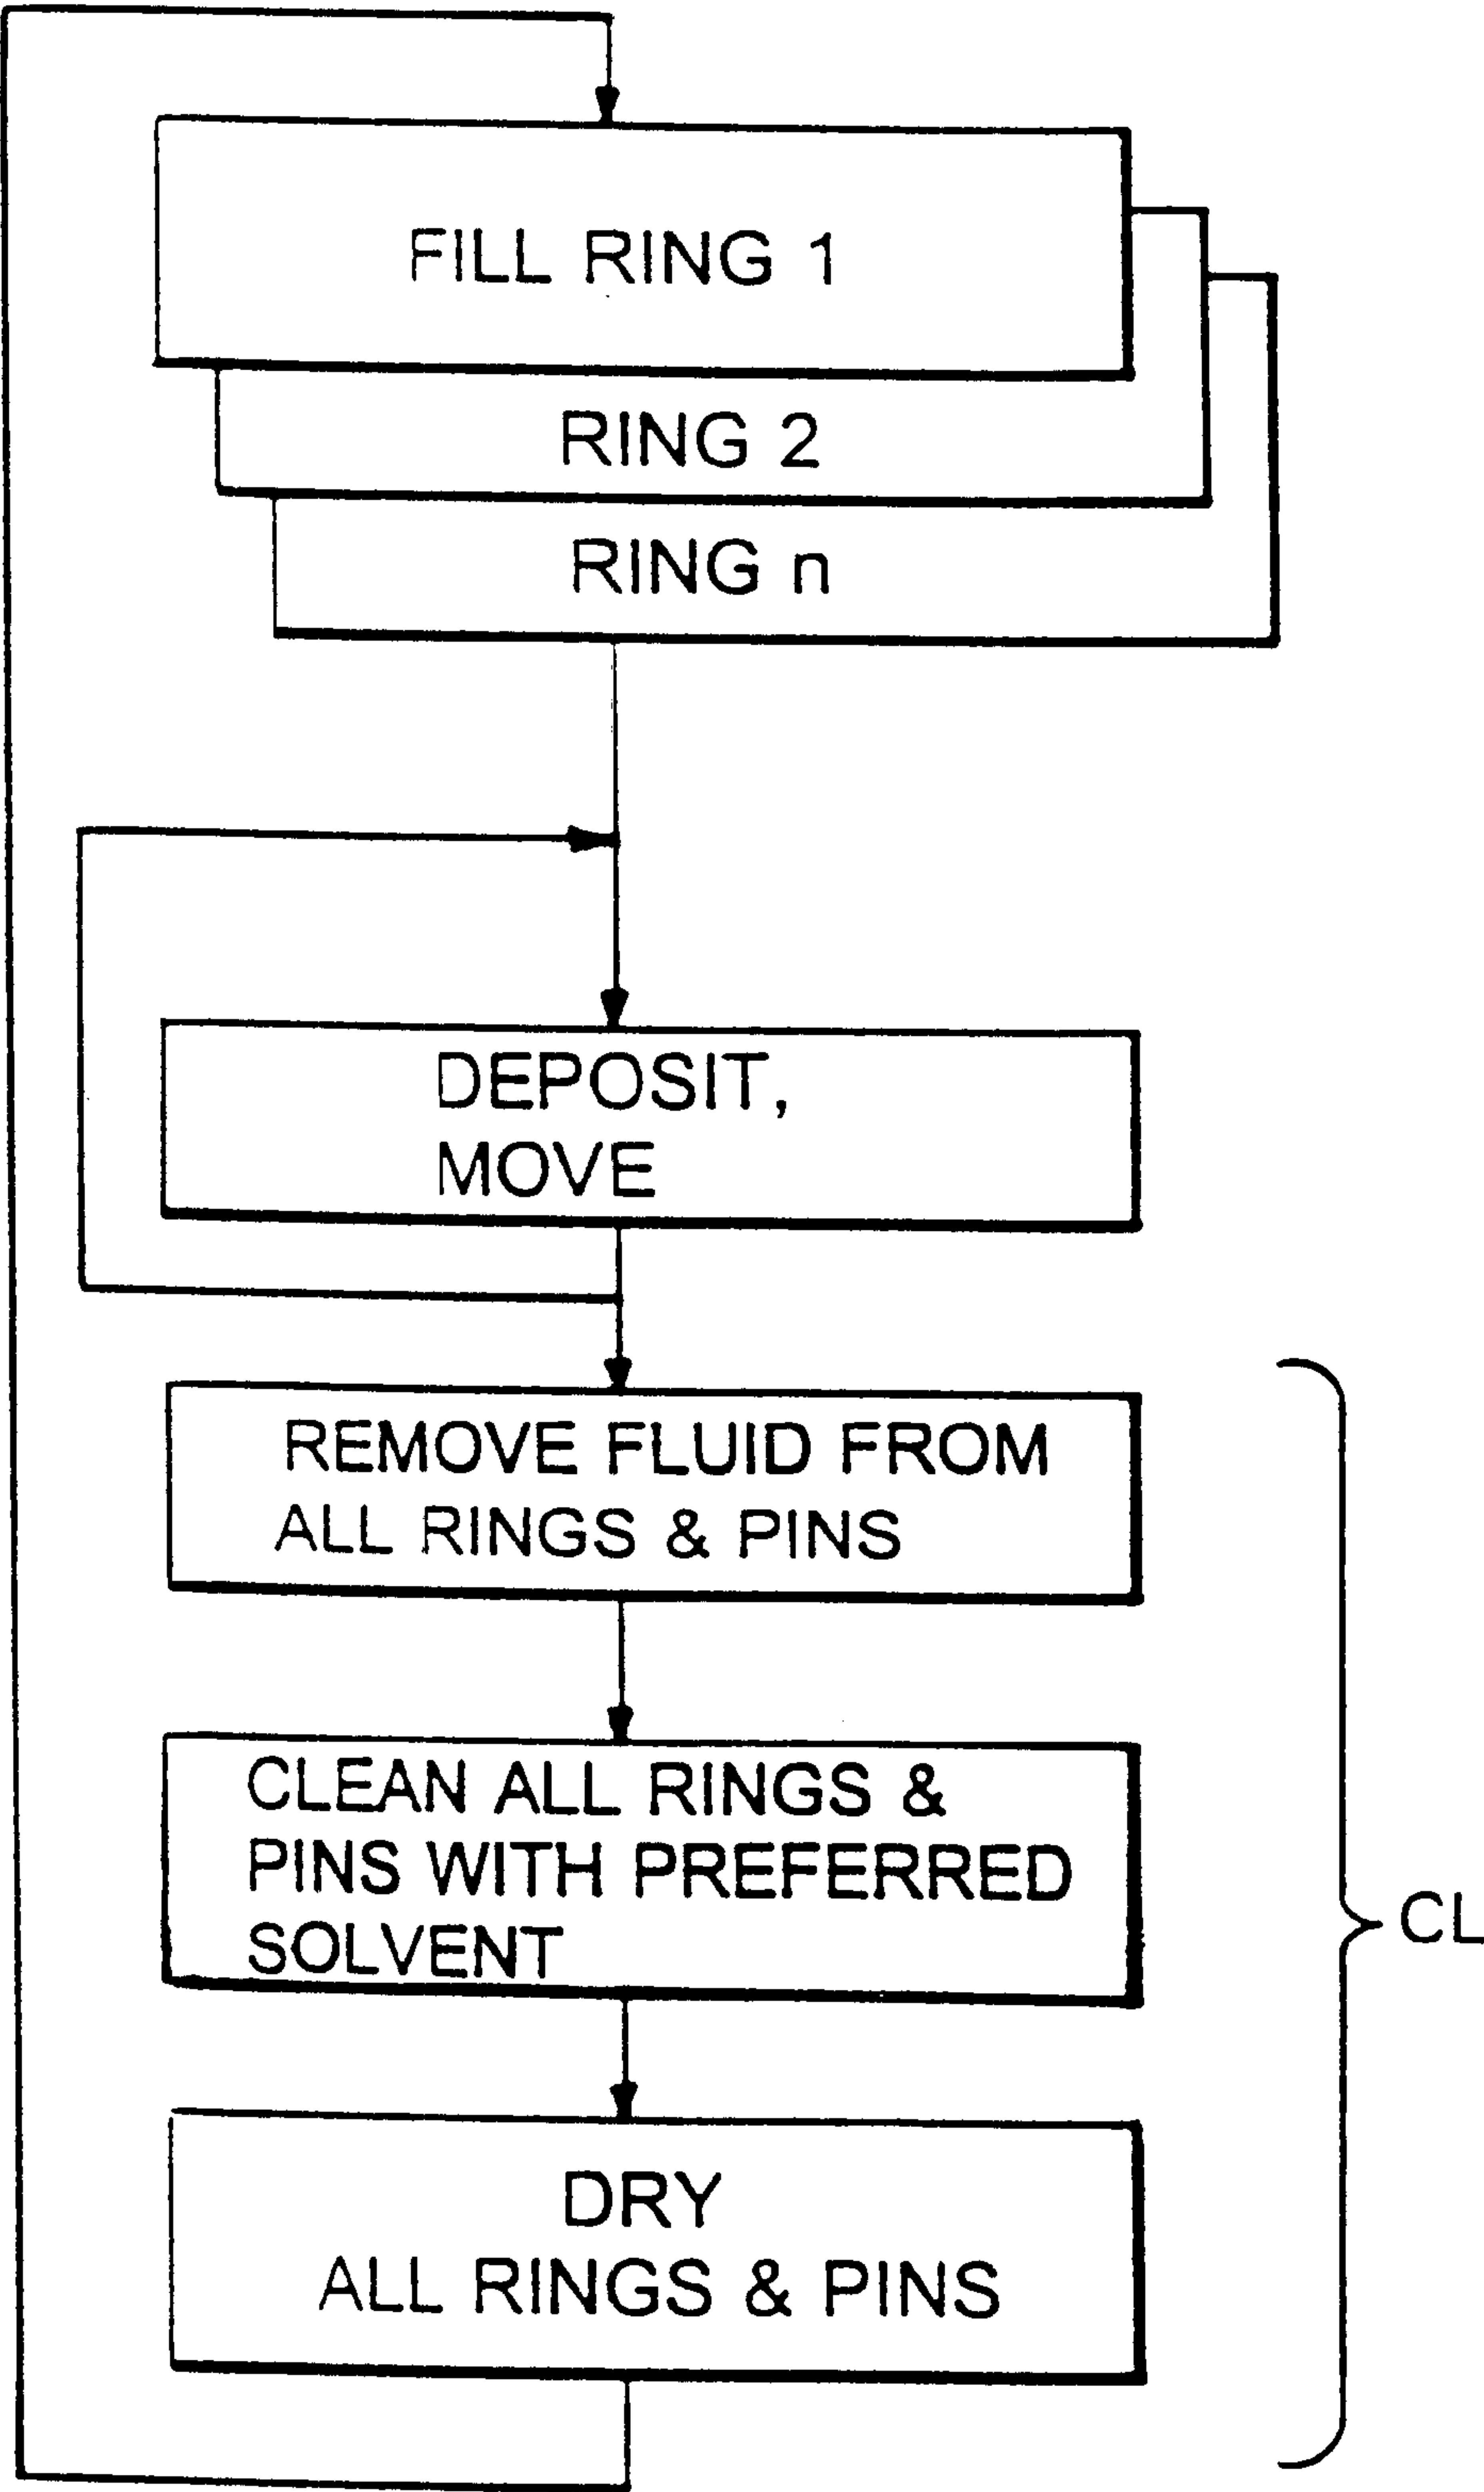 FILL RING 1
RING 2
RING n
DEPOSIT,
MOVE
REMOVE FLUID FROM
ALL RINGS & PINS
CLEAN ALL RINGS &
PINS WITH PREFERRED
SOLVENT
CL
DRY
ALL RINGS & PINS